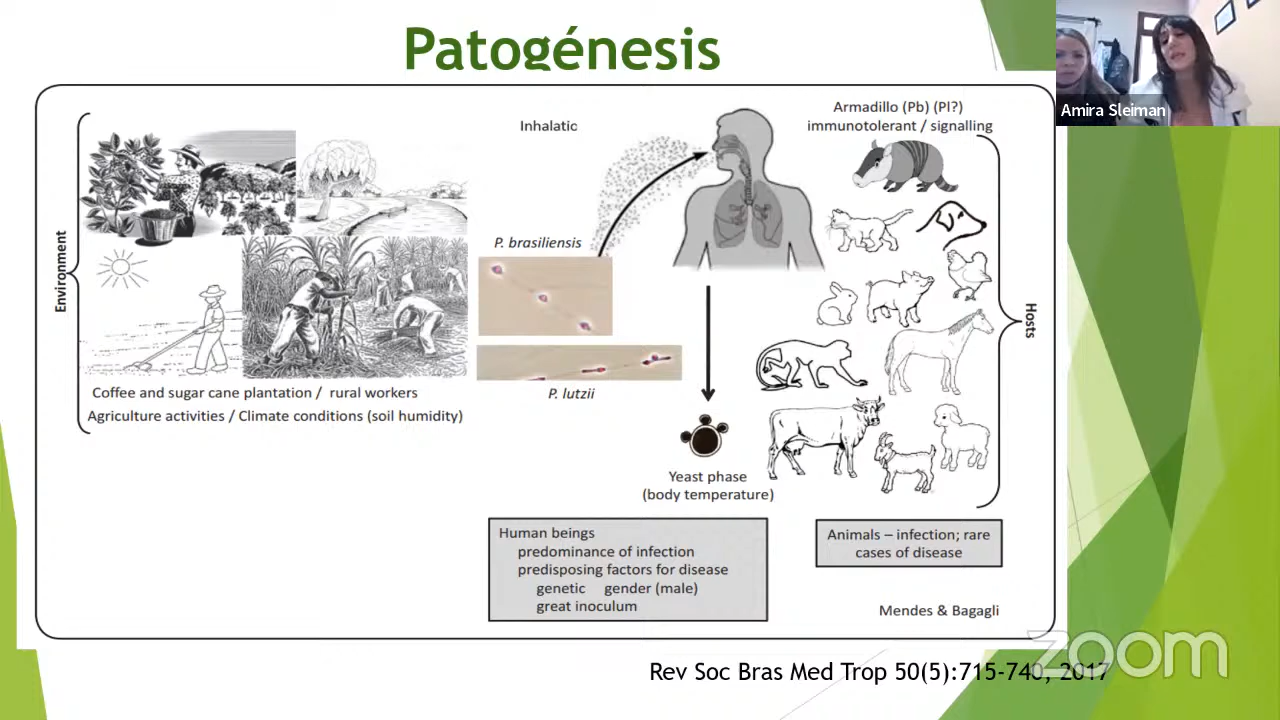 Patogénesis
Amira Sleiman
Environment
Coffee and sugar cane plantation / rural workers
Agriculture activities / Climate conditions (soil humidity)
Inhalatic
P. brasiliensis
P. lutzii
Yeast phase
(body temperature)
Armadillo (Pb) (Pl?)
immunotolerant / signalling
Hosts
Human beings
predominance of infection
predisposing factors for disease
genetic gender (male)
great inoculum
Animals – infection; rare
cases of disease
Mendes & Bagagli
Rev Soc Bras Med Trop 50(5):715-740, 2017
zoom